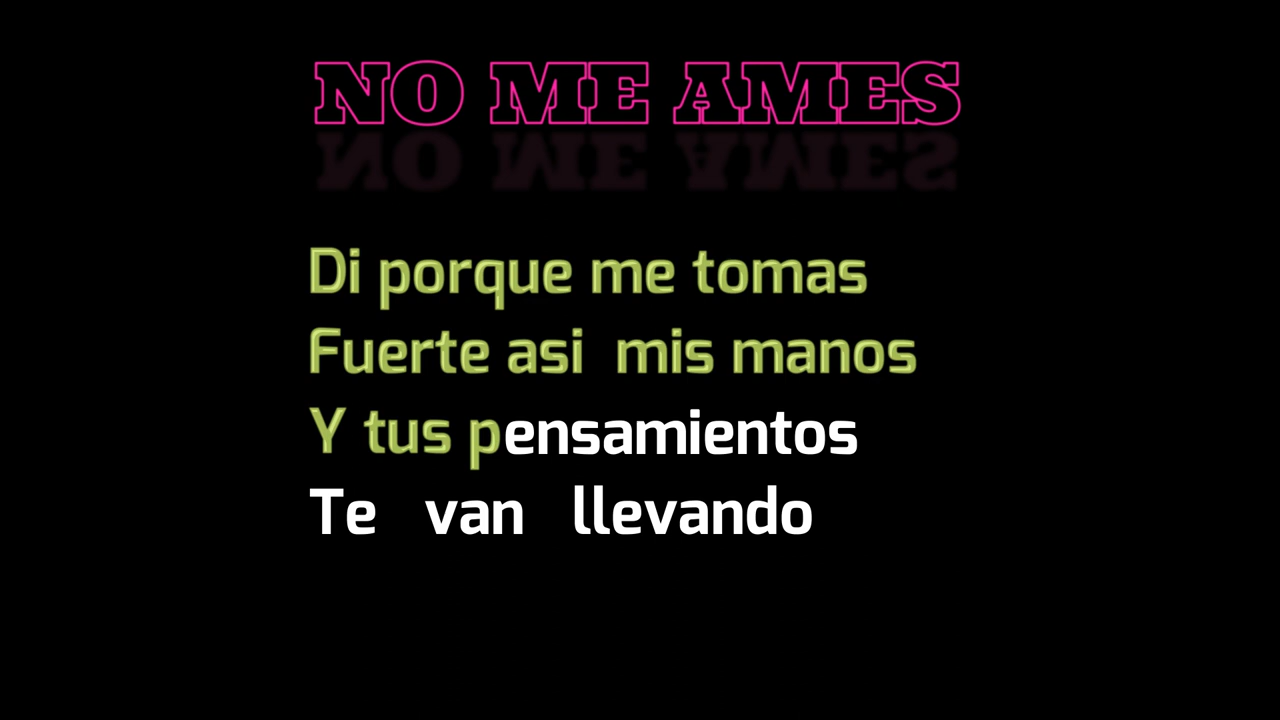 NO ME AMES
Di porque me tomas
Fuerte asi mis manos
Y tus pensamientos
Te van llevando